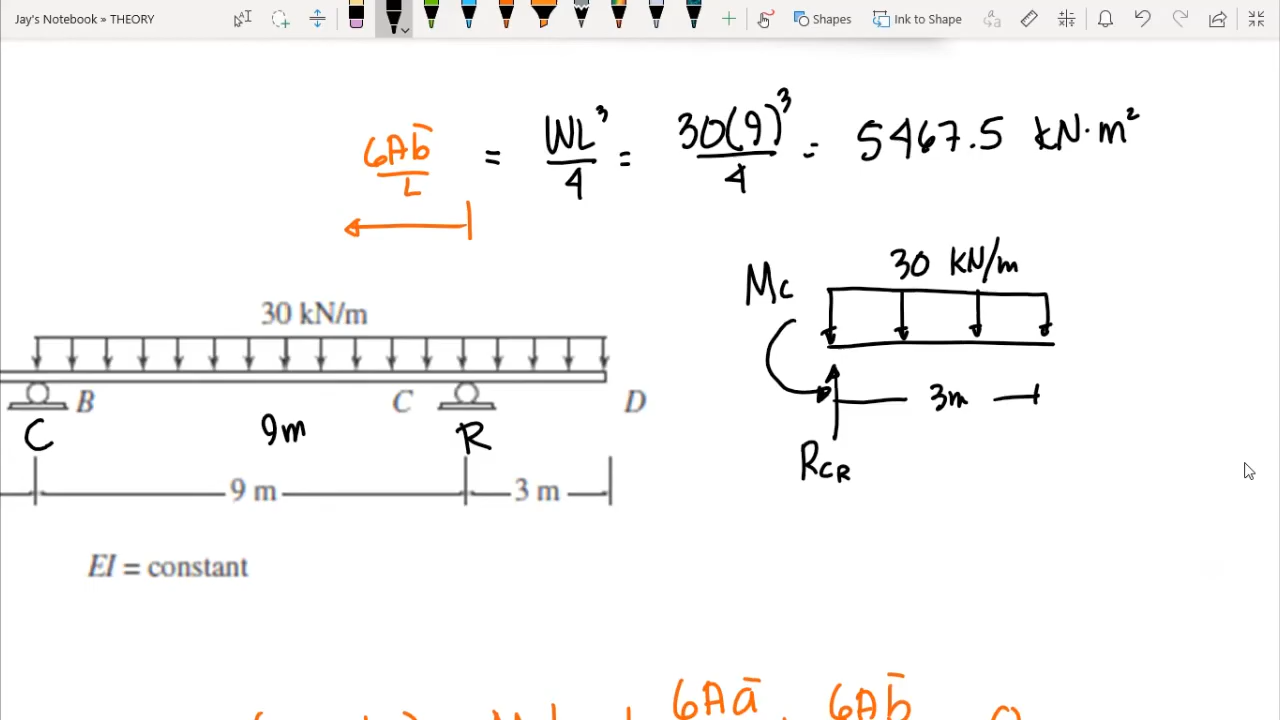 Jay's Notebook » THEORY
Shapes
Ink to Shape
6Ab̄/L = WL³/4 = 30(9)³/4 = 5467.5 kN·m²
Mc
30 kN/m
30 kN/m
B
C
D
3m
C
9m
R
RCR
9 m
3 m
EI = constant
6Aā
6Ab̄